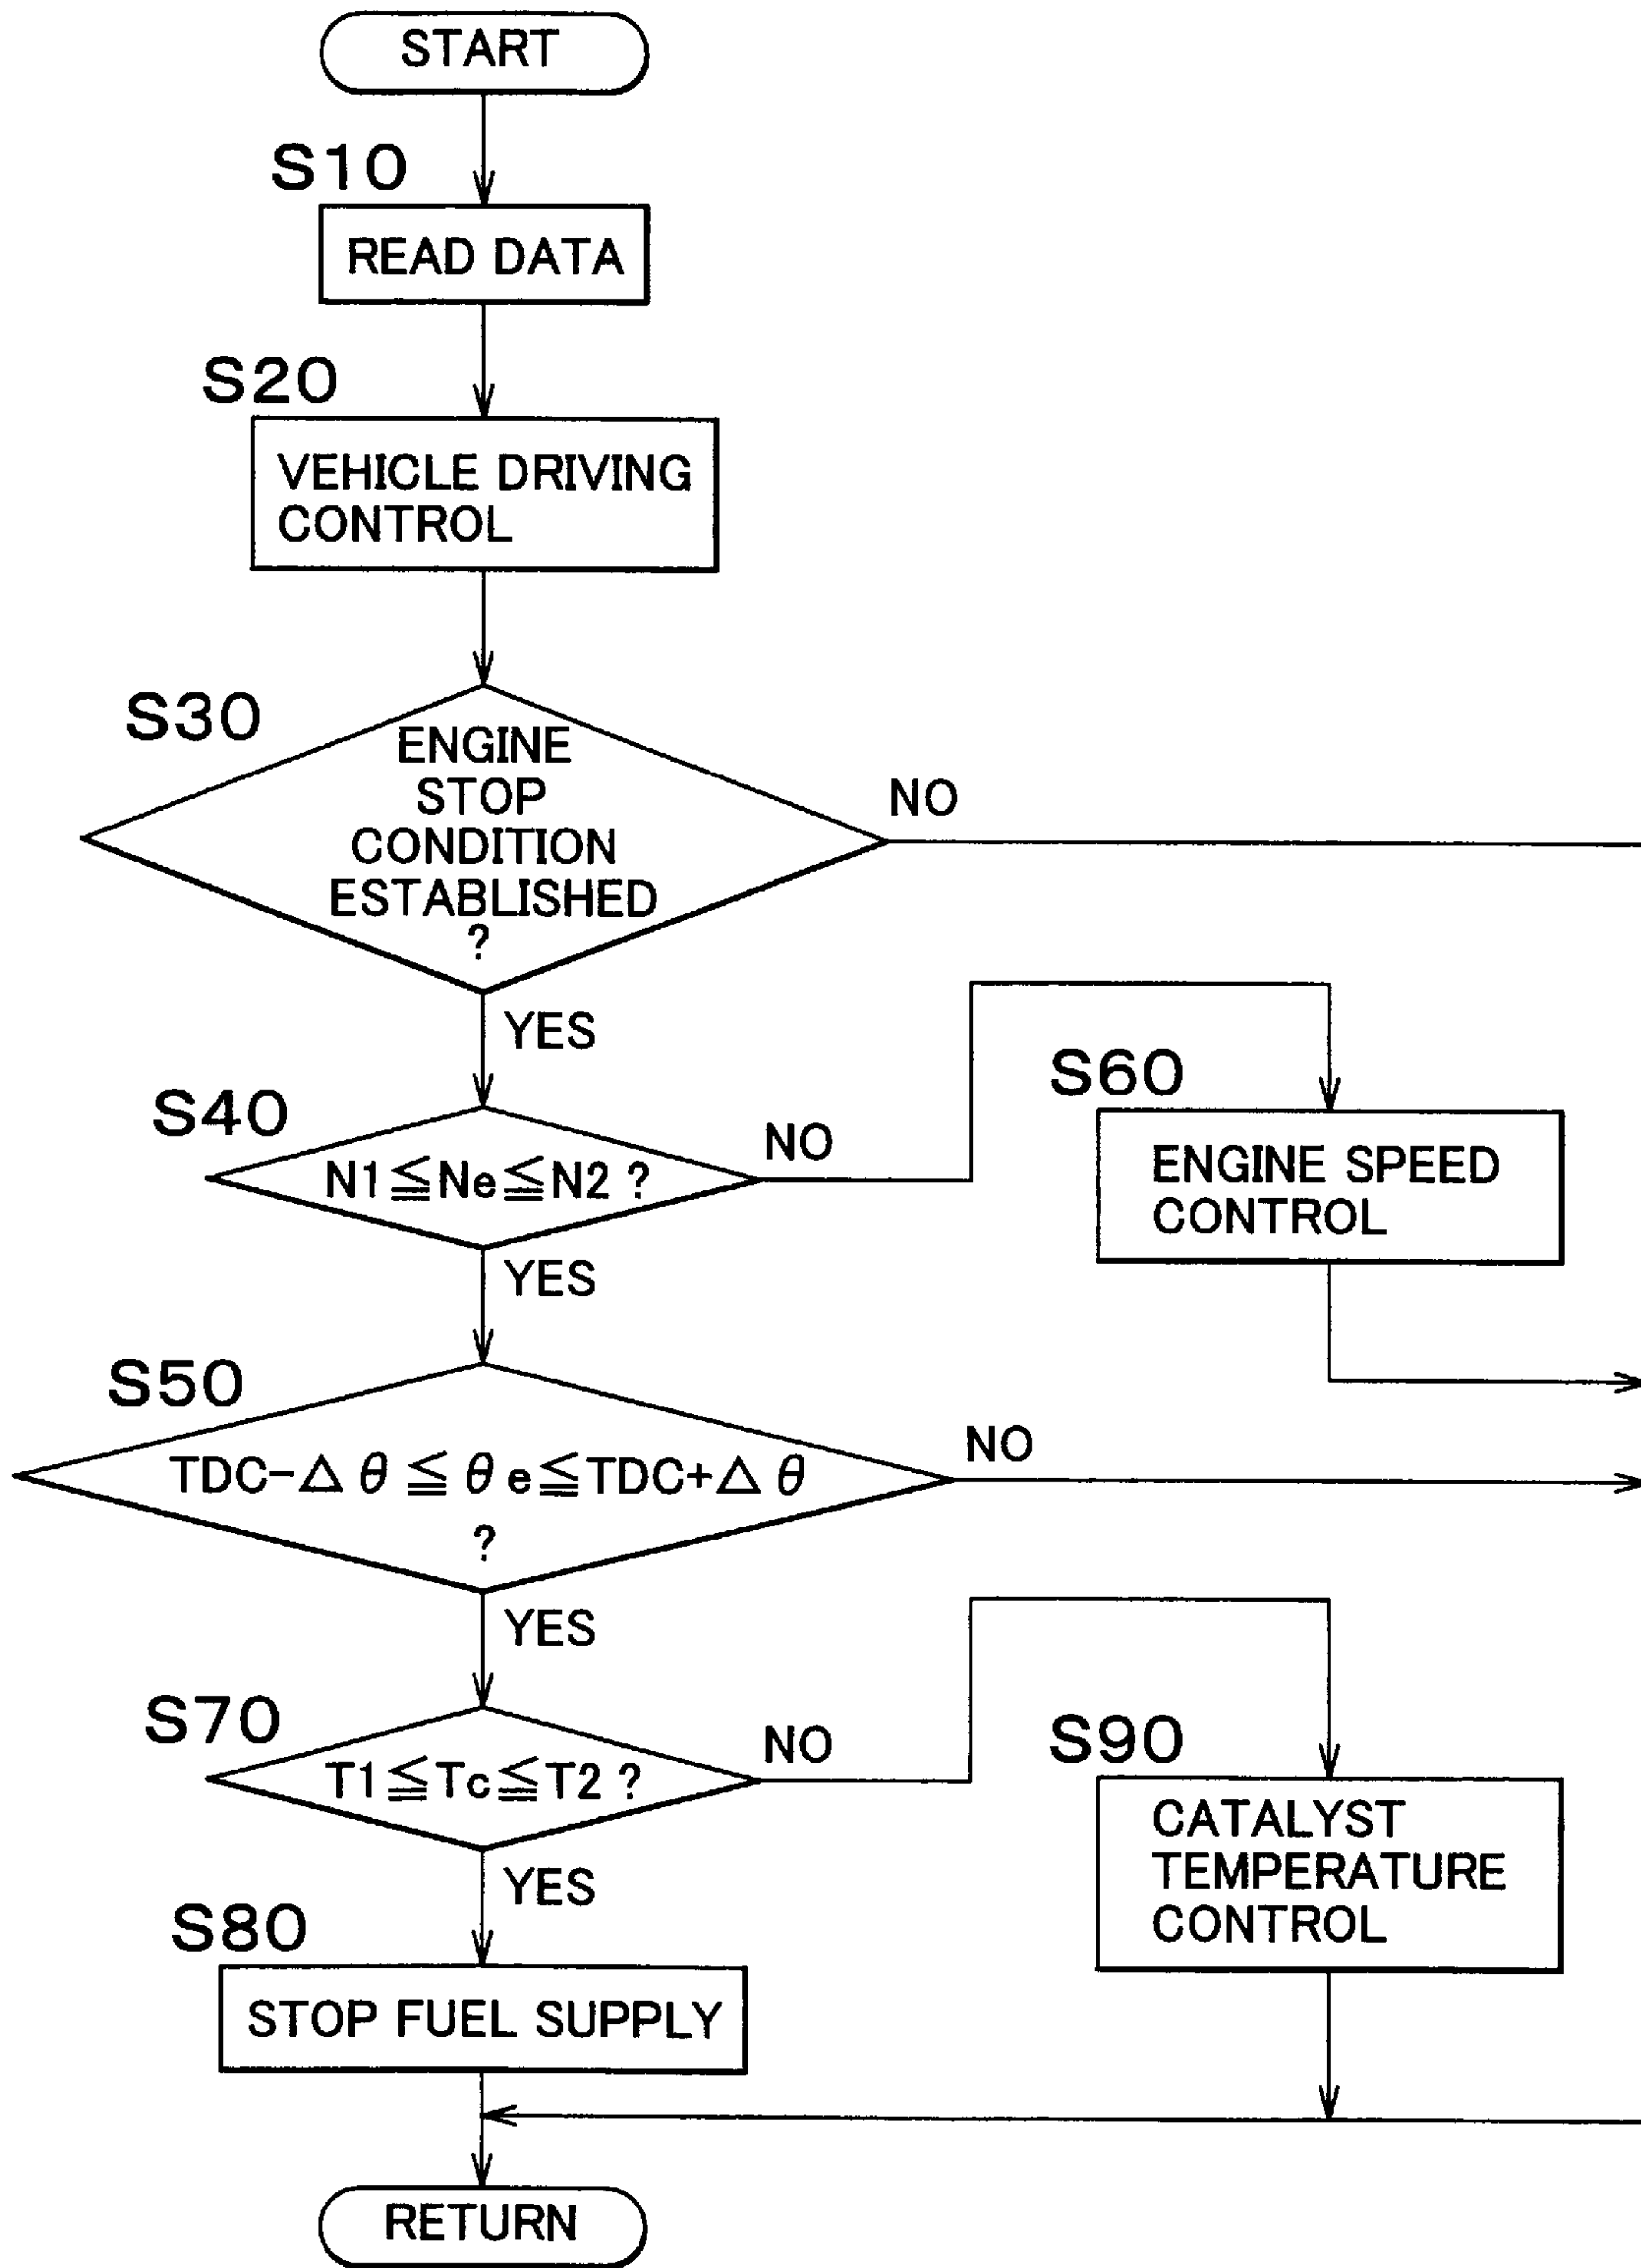 START
S10
READ DATA
S20
VEHICLE DRIVING
CONTROL
S30
ENGINE
STOP
CONDITION
ESTABLISHED
?
NO
YES
S40
N1≦Ne≦N2 ?
NO
S60
ENGINE SPEED
CONTROL
YES
S50
TDC-△θ≦θe≦TDC+△θ
?
NO
YES
S70
T1≦Tc≦T2 ?
NO
S90
CATALYST
TEMPERATURE
CONTROL
YES
S80
STOP FUEL SUPPLY
RETURN